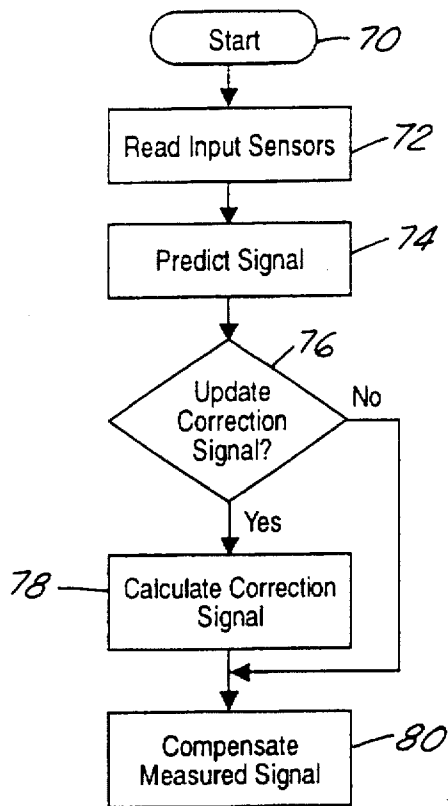 Start
70
Read Input Sensors
72
Predict Signal
74
76
Update
Correction
Signal?
No
Yes
78
Calculate Correction
Signal
Compensate
Measured Signal
80